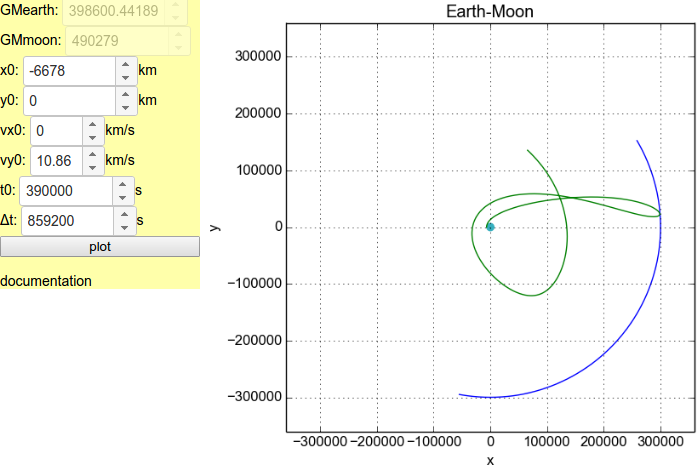 GMearth: 398600.44189
GMmoon: 490279
x0: -6678 km
y0: 0 km
vx0: 0 km/s
vy0: 10.86 km/s
t0: 390000 s
Δt: 859200 s
plot
documentation
Earth-Moon
y
300000
200000
100000
0
−100000
−200000
−300000
−300000 −200000 −100000 0 100000 200000 300000
x